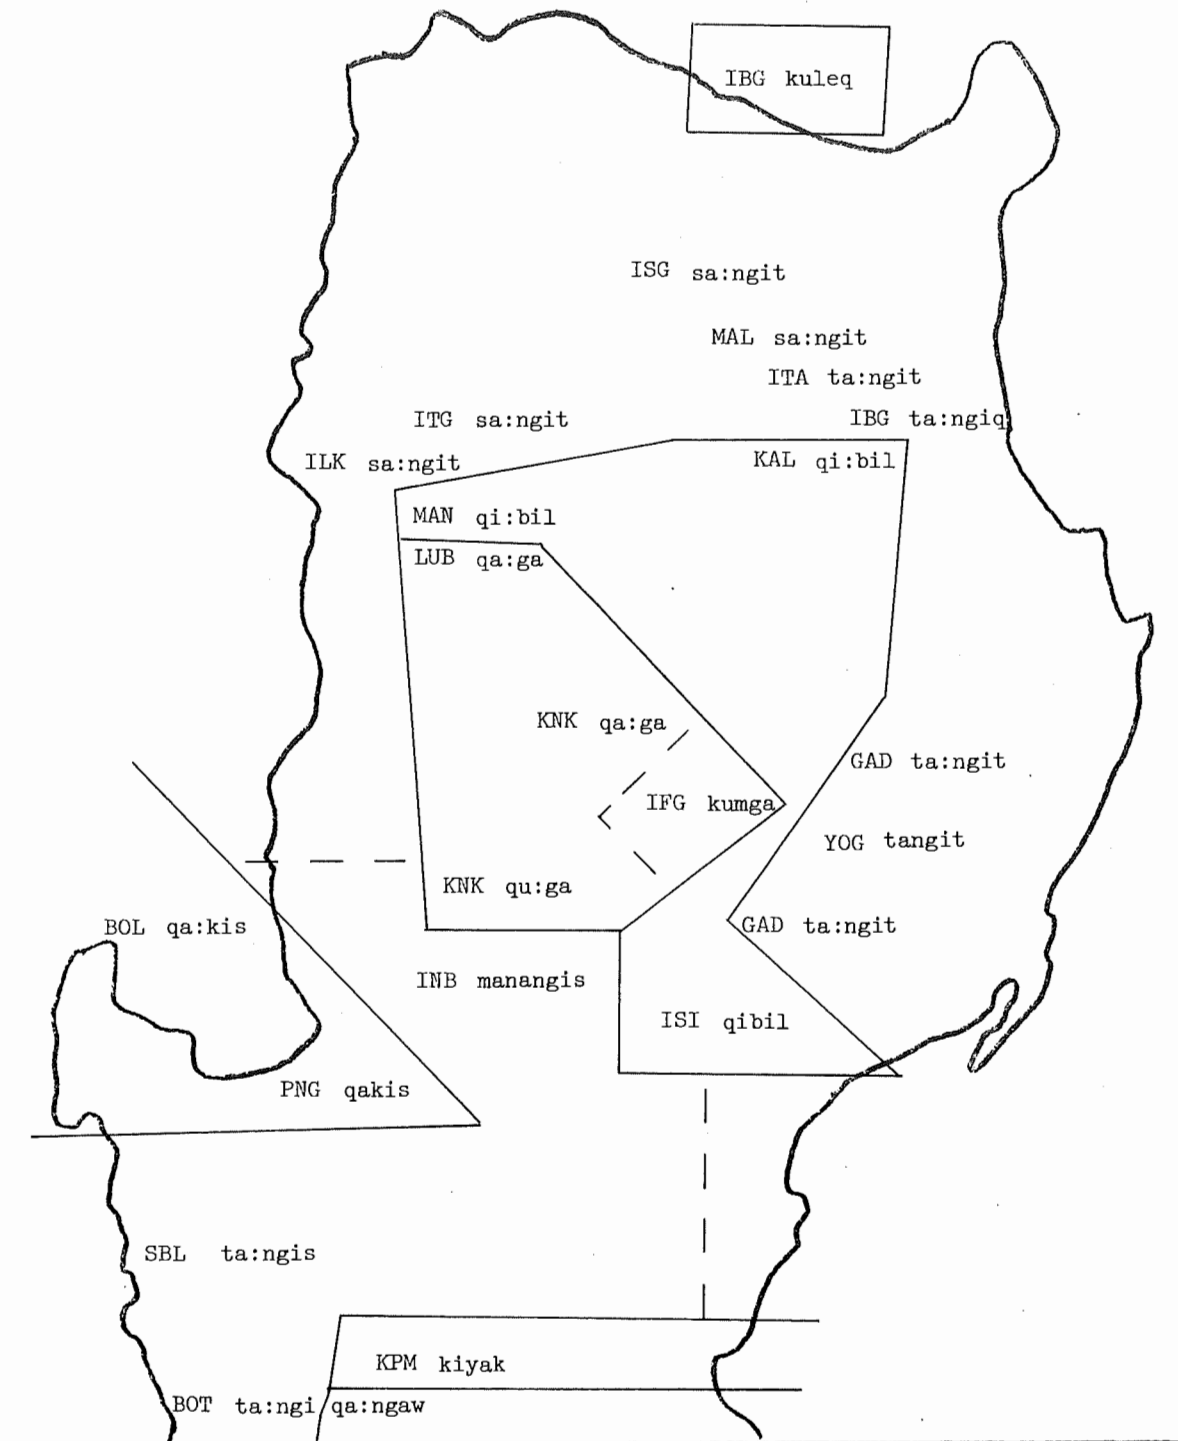 IBG kuleq
ISG sa:ngit
MAL sa:ngit
ITA ta:ngit
ITG sa:ngit
IBG ta:ngiq
ILK sa:ngit
KAL qi:bil
MAN qi:bil
LUB qa:ga
KNK qa:ga
GAD ta:ngit
IFG kumga
YOG tangit
KNK qu:ga
BOL qa:kis
GAD ta:ngit
INB manangis
ISI qibil
PNG qakis
SBL ta:ngis
KPM kiyak
BOT ta:ngi qa:ngaw